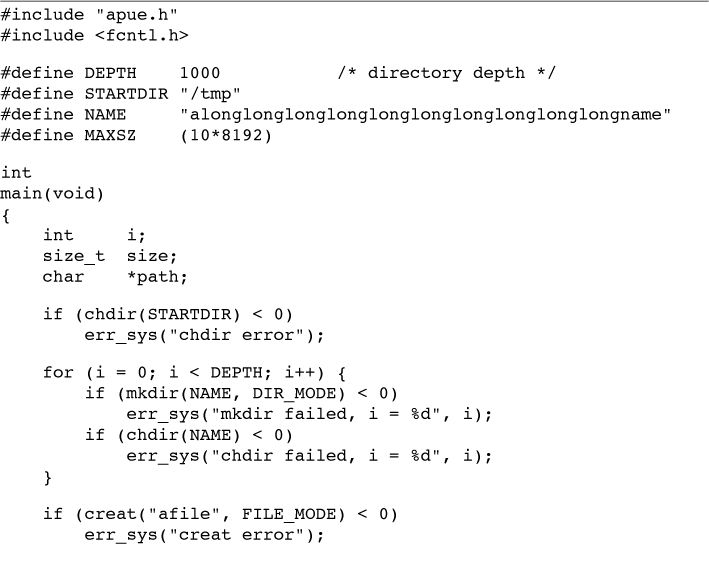 #include "apue.h"
#include <fcntl.h>
#define DEPTH    1000           /* directory depth */
#define STARTDIR "/tmp"
#define NAME     "alonglonglonglonglonglonglonglonglonglongname"
#define MAXSZ    (10*8192)
int
main(void)
{
    int     i;
    size_t  size;
    char    *path;
    if (chdir(STARTDIR) < 0)
        err_sys("chdir error");
    for (i = 0; i < DEPTH; i++) {
        if (mkdir(NAME, DIR_MODE) < 0)
            err_sys("mkdir failed, i = %d", i);
        if (chdir(NAME) < 0)
            err_sys("chdir failed, i = %d", i);
    }
    if (creat("afile", FILE_MODE) < 0)
        err_sys("creat error");